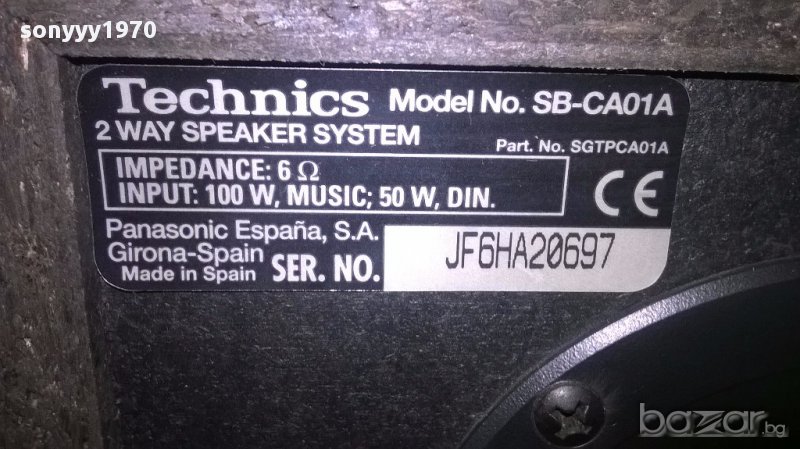 sonyyy1970
Technics Model No. SB-CA01A
2 WAY SPEAKER SYSTEM Part. No. SGTPCA01A
IMPEDANCE: 6 Ω
INPUT: 100 W, MUSIC; 50 W, DIN.
CE
Panasonic España, S.A.
Girona-Spain
Made in Spain SER. NO. JF6HA20697
bazar.bg